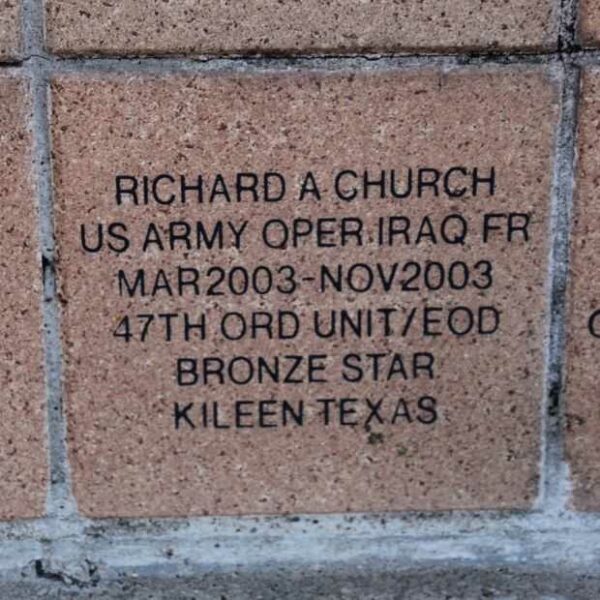 RICHARD A CHURCH
US ARMY OPER.IRAQ FR
MAR2003-NOV2003
47TH ORD UNIT/EOD
BRONZE STAR
KILEEN TEXAS